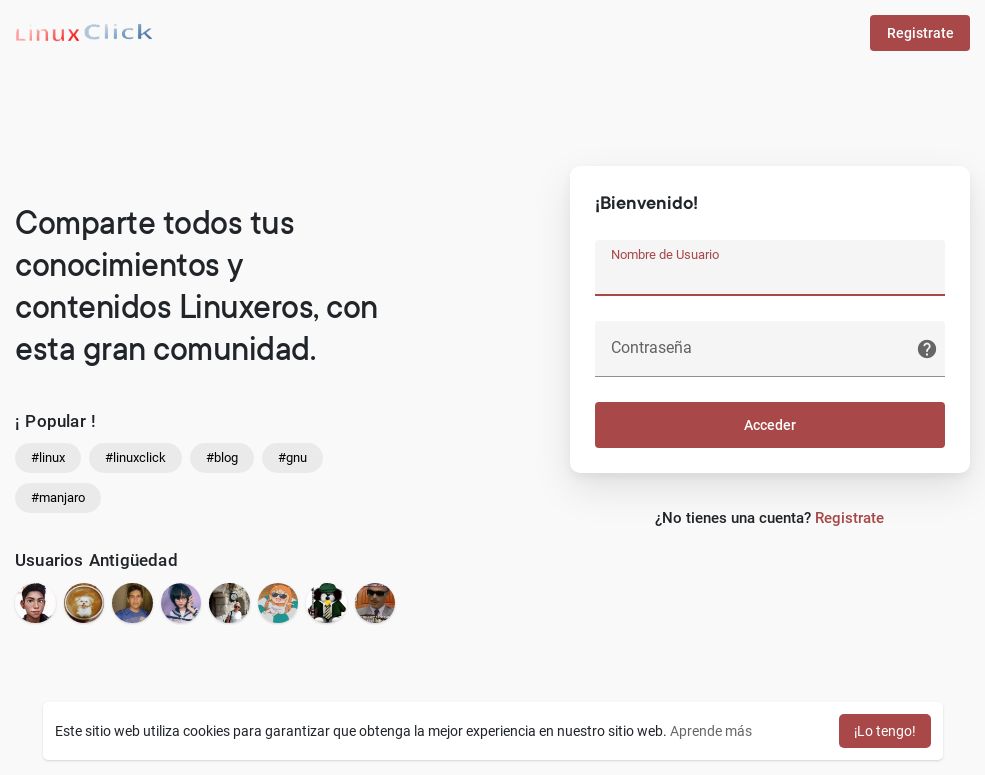 LinuxClick
Registrate
Comparte todos tus
conocimientos y
contenidos Linuxeros, con
esta gran comunidad.
¡ Popular !
#linux #linuxclick #blog #gnu
#manjaro
Usuarios Antigüedad
¡Bienvenido!
Nombre de Usuario
Contraseña
?
Acceder
¿No tienes una cuenta? Registrate
Este sitio web utiliza cookies para garantizar que obtenga la mejor experiencia en nuestro sitio web. Aprende más
¡Lo tengo!